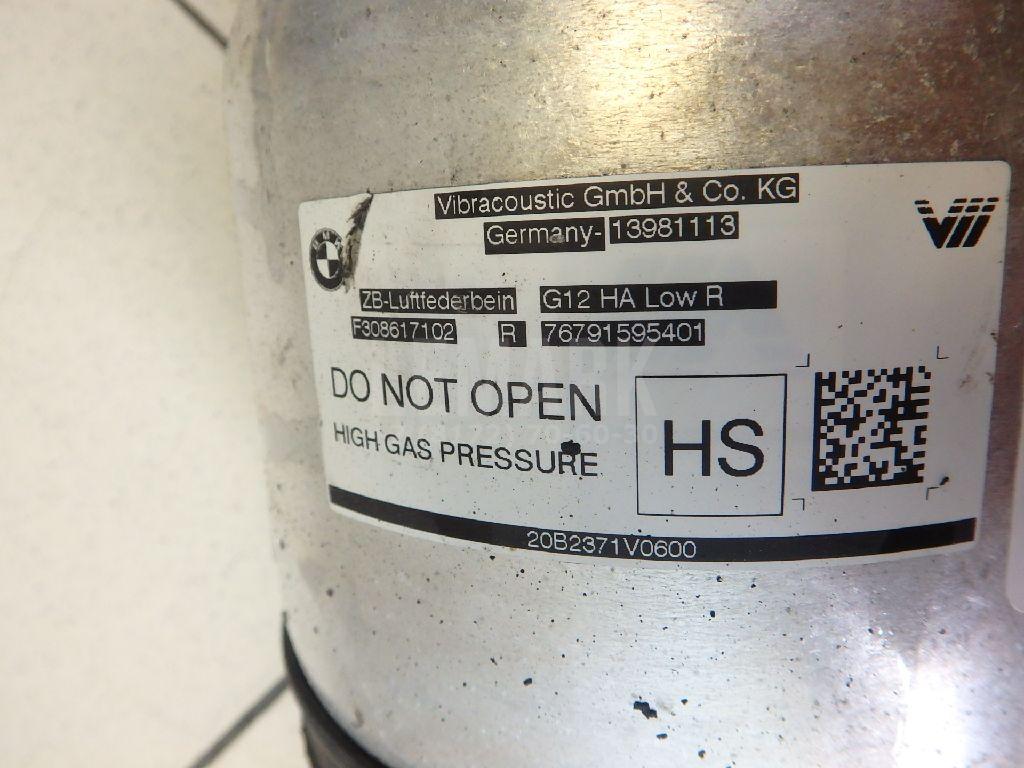 Vibracoustic GmbH & Co. KG
Germany- 13981113
BMW
ZB-Luftfederbein G12 HA Low R
F308617102 R 76791595401
DO NOT OPEN
HIGH GAS PRESSURE
HS
20B2371V0600